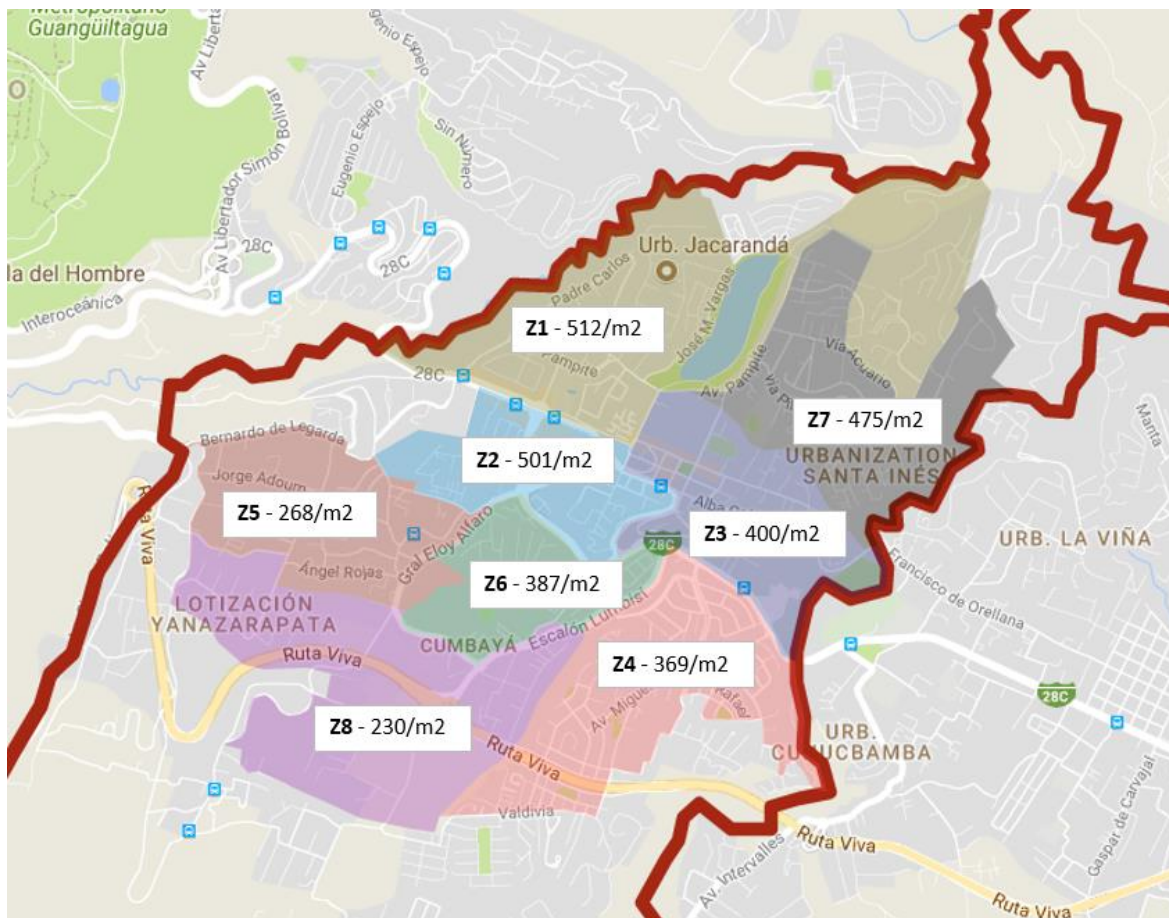 Metropolitano
Guangüiltagua
Av Libertador Simón Bolívar
Eugenio Espejo
Eugenio Espejo
Sin Numero
28C
28C
la del Hombre
Interoceánica
Urb. Jacarandá
Padre Carlos
José M. Vargas
Z1 - 512/m2
Pampite
28C
Av. Pampite
Vía Acuario
Z7 - 475/m2
URBANIZATION
SANTA INÉS
Manta
Bernardo de Legarda
Z2 - 501/m2
Jorge Adoum
Ruta Viva
Z5 - 268/m2
Gral Eloy Alfaro
Z3 - 400/m2
28C
URB. LA VIÑA
Ángel Rojas
Z6 - 387/m2
Francisco de Orellana
LOTIZACIÓN
YANAZARAPATA
CUMBAYÁ
Escalón Lumbisí
Ruta Viva
Z4 - 369/m2
28C
Av. Miguel
Rafael
Z8 - 230/m2
Ruta Viva
URB.
Valdivia
Gaspar de Carvajal
Ruta Viva
Av. Intervalles
Ruta Viva